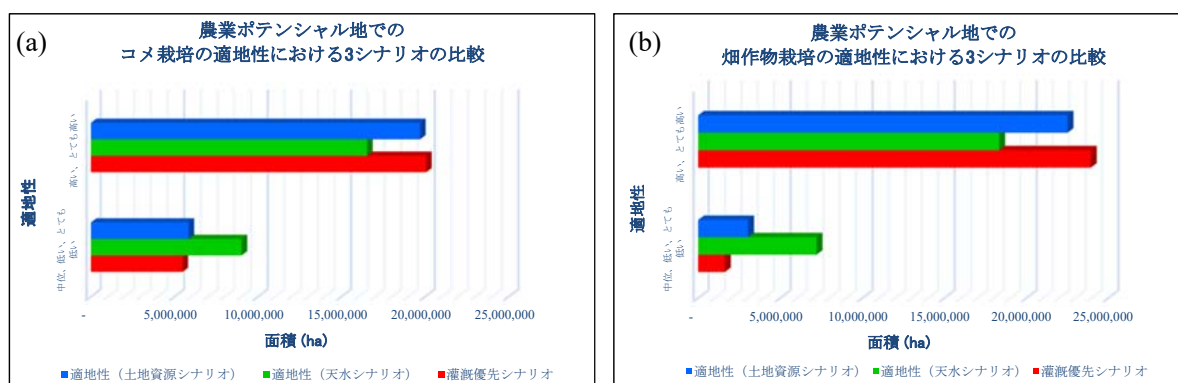 (a)
農業ポテンシャル地での
コメ栽培の適地性における3シナリオの比較
適地性
高い、とても高い
中位、低い、とても
低い
-
5,000,000
10,000,000
15,000,000
20,000,000
25,000,000
面積 (ha)
適地性（土地資源シナリオ）
適地性（天水シナリオ）
灌漑優先シナリオ
(b)
農業ポテンシャル地での
畑作物栽培の適地性における3シナリオの比較
適地性
高い、とても高い
中位、低い、とても
低い
-
5,000,000
10,000,000
15,000,000
20,000,000
25,000,000
面積 (ha)
適地性（土地資源シナリオ）
適地性（天水シナリオ）
灌漑優先シナリオ